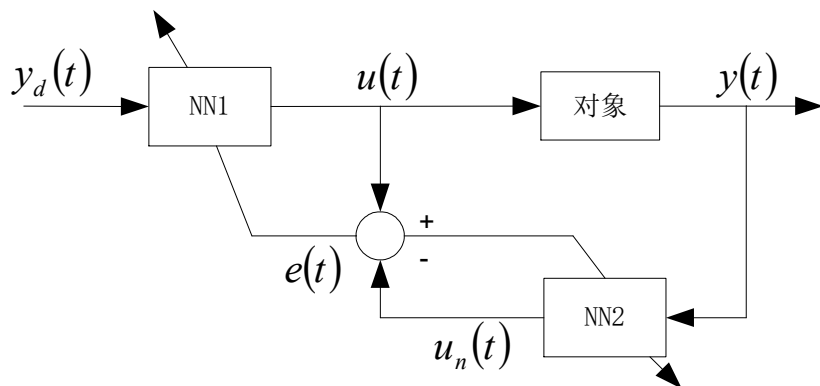 y_d(t)
NN1
u(t)
对象
y(t)
+
-
e(t)
NN2
u_n(t)